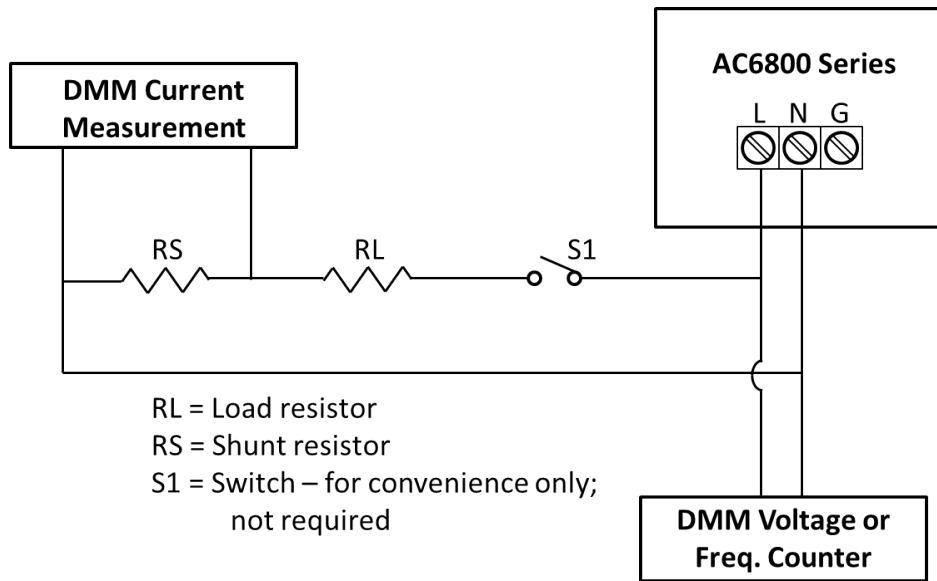 DMM Current
Measurement
AC6800 Series
L N G
RS
RL
S1
RL = Load resistor
RS = Shunt resistor
S1 = Switch – for convenience only;
not required
DMM Voltage or
Freq. Counter